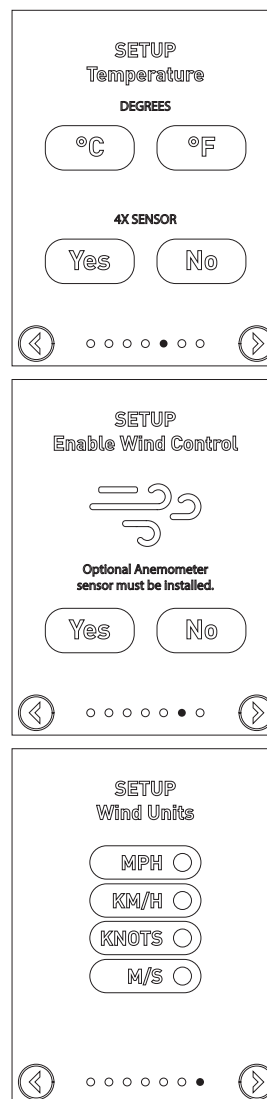 SETUP
Temperature
DEGREES
°C °F
4X SENSOR
Yes No
SETUP
Enable Wind Control
Optional Anemometer
sensor must be installed.
Yes No
SETUP
Wind Units
MPH
KM/H
KNOTS
M/S